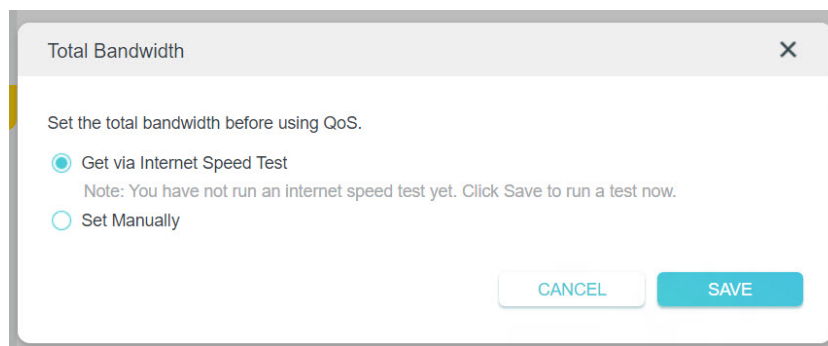 Total Bandwidth
Set the total bandwidth before using QoS.
Get via Internet Speed Test
Note: You have not run an internet speed test yet. Click Save to run a test now.
Set Manually
CANCEL SAVE